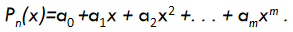 Pₙ(x)=a₀ +a₁x + a₂x² +. . . + aₘxᵐ .